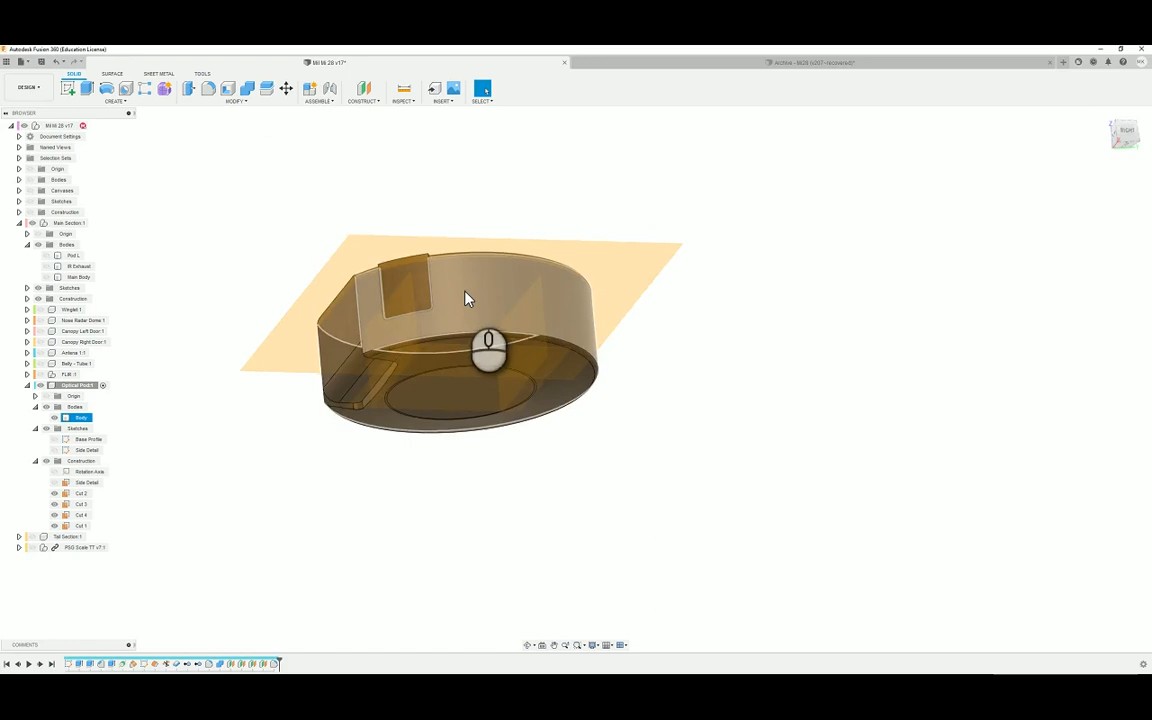 Autodesk Fusion 360 (Education License)
Mil Mi 28 v17*
Archive - Mi28 (v207-recovered)*
MK
DESIGN
SOLID
SURFACE
SHEET METAL
TOOLS
CREATE
MODIFY
ASSEMBLE
CONSTRUCT
INSPECT
INSERT
SELECT
BROWSER
Mil Mi 28 v17
Document Settings
Named Views
Selection Sets
Origin
Bodies
Canvases
Sketches
Construction
Main Section:1
Origin
Bodies
Pod L
IR Exhaust
Main Body
Sketches
Construction
Winglet:1
Nose Radar Dome:1
Canopy Left Door:1
Canopy Right Door:1
Antena 1:1
Belly - Tube:1
FLIR :1
Optical Pod:1
Origin
Bodies
Body
Sketches
Base Profile
Side Detail
Construction
Rotation Axis
Side Detail
Cut 2
Cut 3
Cut 4
Cut 1
Tail Section:1
PSG Scale TT v7:1
RIGHT
COMMENTS